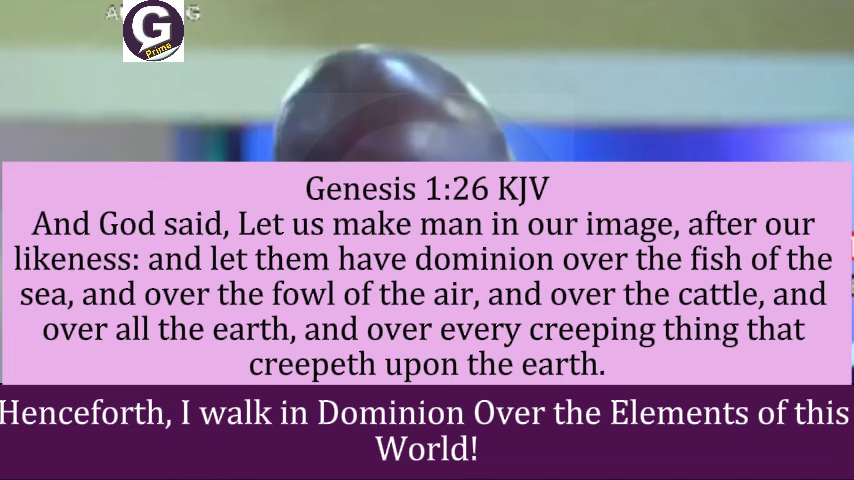 G
Prime
Genesis 1:26 KJV
And God said, Let us make man in our image, after our
likeness: and let them have dominion over the fish of the
sea, and over the fowl of the air, and over the cattle, and
over all the earth, and over every creeping thing that
creepeth upon the earth.
Henceforth, I walk in Dominion Over the Elements of this
World!